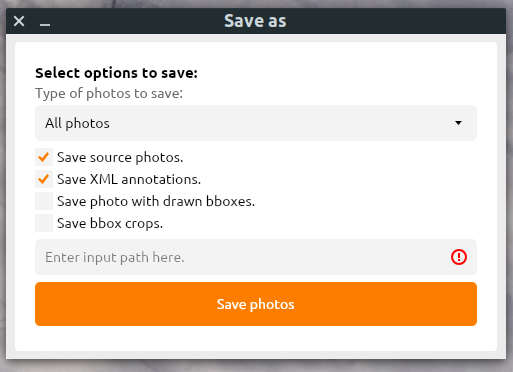 Save as
Select options to save:
Type of photos to save:
All photos
Save source photos.
Save XML annotations.
Save photo with drawn bboxes.
Save bbox crops.
Enter input path here.
Save photos